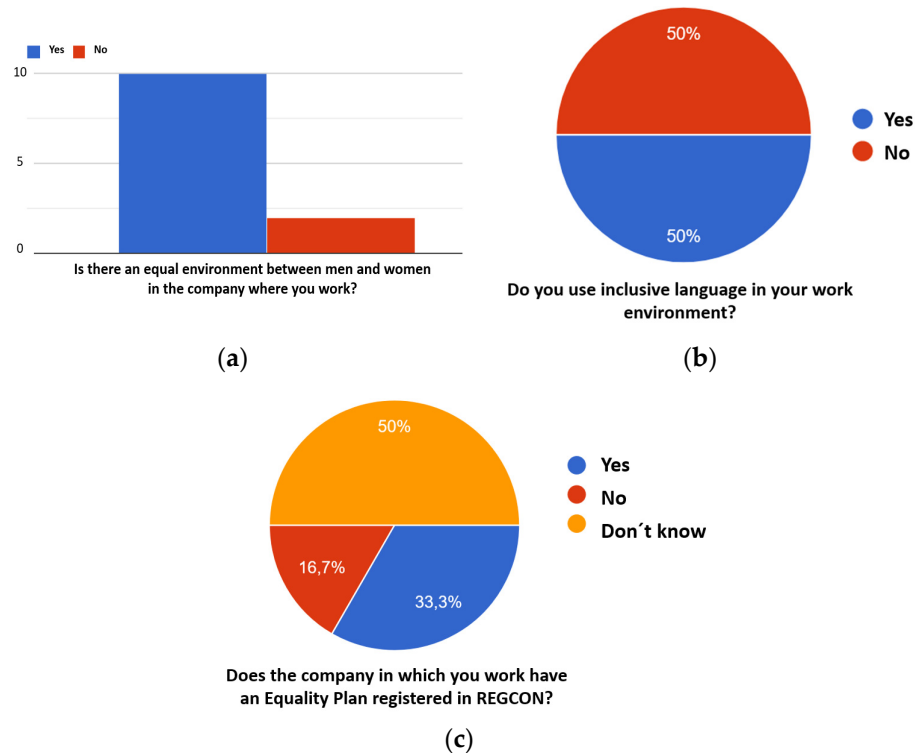 Yes No
10
5
0
Is there an equal environment between men and women
in the company where you work?
(a)
50%
50%
Yes
No
Do you use inclusive language in your work
environment?
(b)
50%
16,7%
33,3%
Yes
No
Don´t know
Does the company in which you work have
an Equality Plan registered in REGCON?
(c)